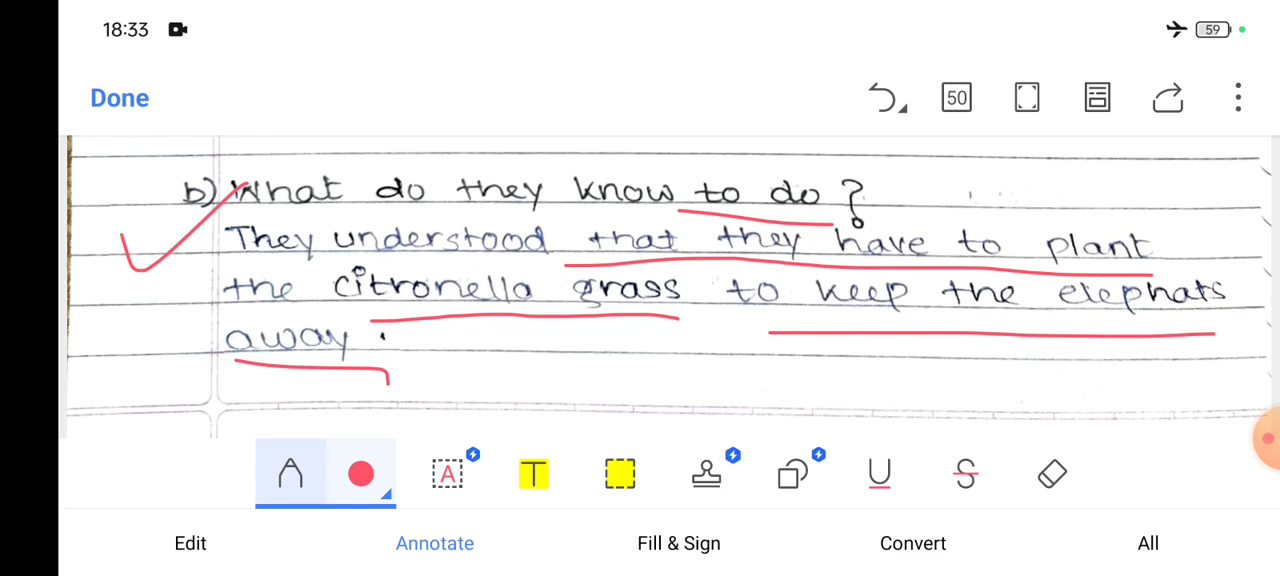 18:33
59
Done
50
b) What do they know to do?
They understood that they have to plant
the citronella grass to keep the elephats
away.
A
T
U
S
Edit
Annotate
Fill & Sign
Convert
All